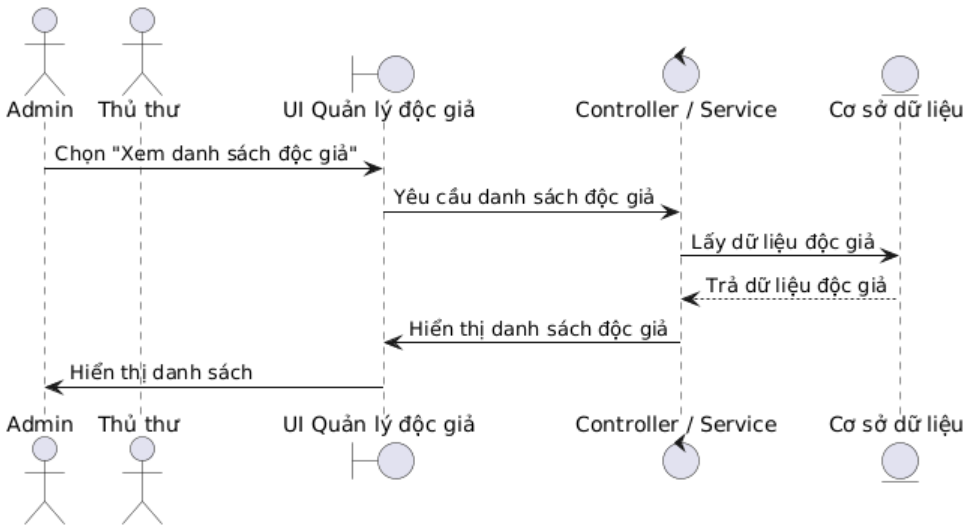 Admin Thủ thư UI Quản lý độc giả Controller / Service Cơ sở dữ liệu
Chọn "Xem danh sách độc giả"
Yêu cầu danh sách độc giả
Lấy dữ liệu độc giả
Trả dữ liệu độc giả
Hiển thị danh sách độc giả
Hiển thị danh sách
Admin Thủ thư UI Quản lý độc giả Controller / Service Cơ sở dữ liệu